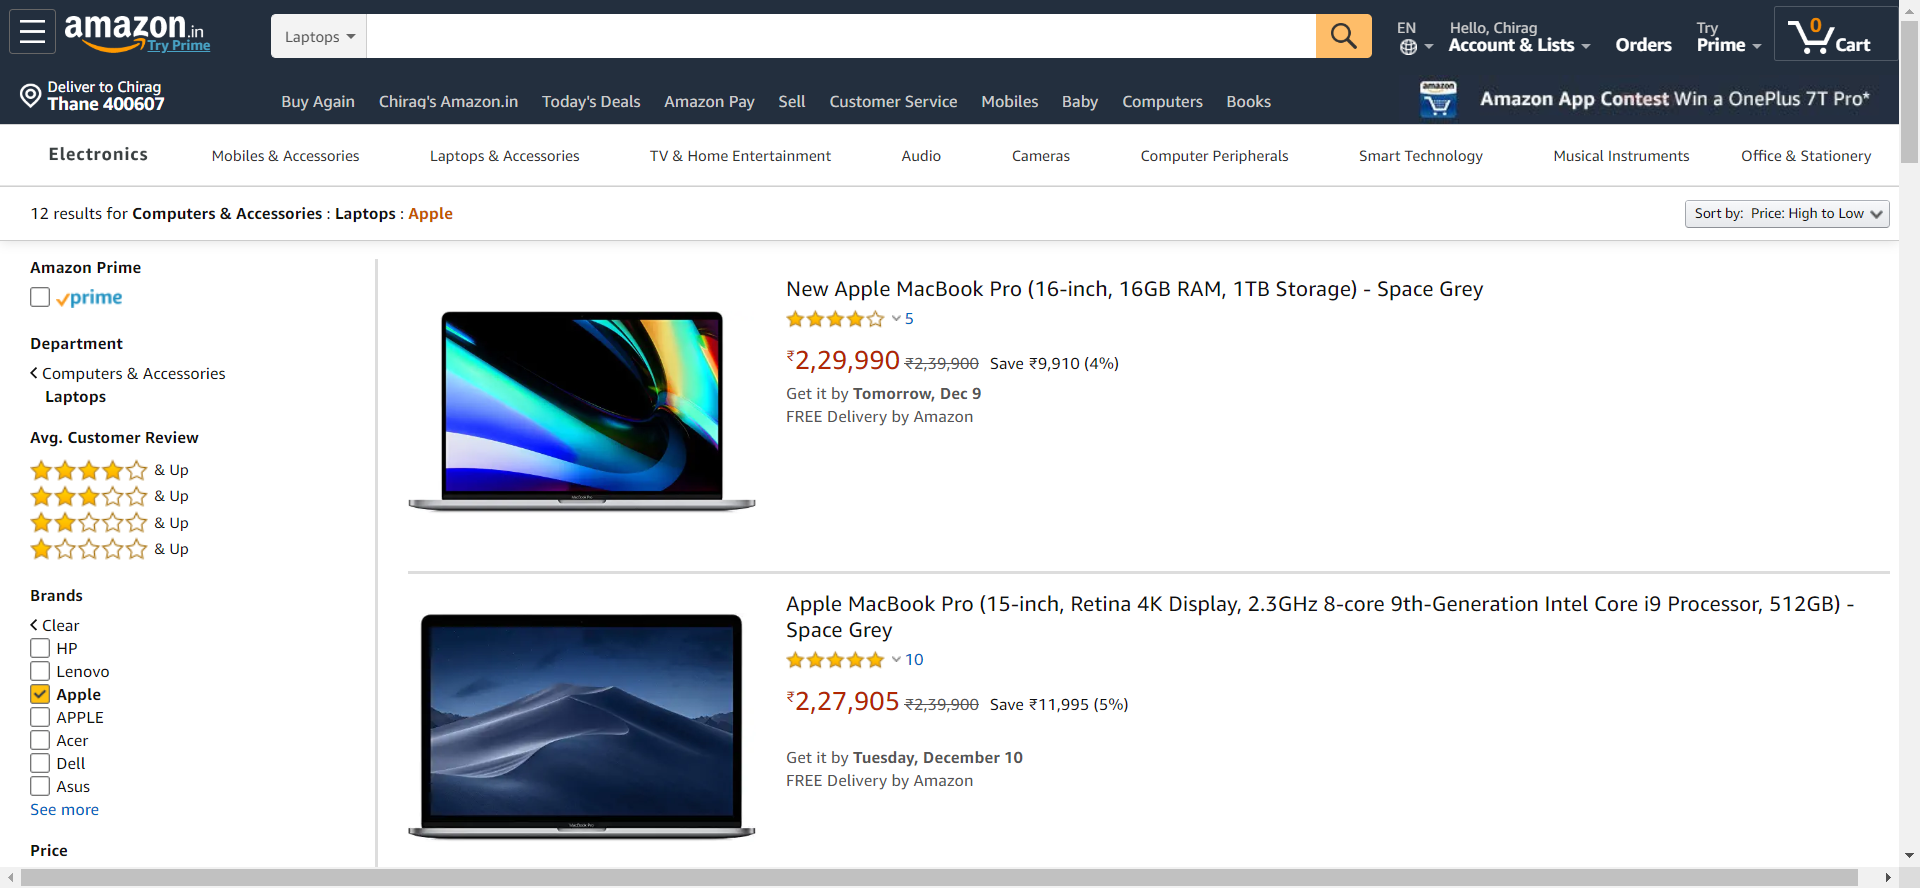 amazon.in
Try Prime
Laptops
EN
Hello, Chirag
Account & Lists
Orders
Try
Prime
0
Cart
Deliver to Chirag
Thane 400607
Buy Again
Chirag's Amazon.in
Today's Deals
Amazon Pay
Sell
Customer Service
Mobiles
Baby
Computers
Books
amazon
Amazon App Contest Win a OnePlus 7T Pro*
Electronics
Mobiles & Accessories
Laptops & Accessories
TV & Home Entertainment
Audio
Cameras
Computer Peripherals
Smart Technology
Musical Instruments
Office & Stationery
12 results for Computers & Accessories : Laptops : Apple
Sort by: Price: High to Low
Amazon Prime
prime
Department
Computers & Accessories
Laptops
Avg. Customer Review
& Up
& Up
& Up
& Up
Brands
Clear
HP
Lenovo
Apple
APPLE
Acer
Dell
Asus
See more
Price
New Apple MacBook Pro (16-inch, 16GB RAM, 1TB Storage) - Space Grey
5
₹2,29,990 ₹2,39,900 Save ₹9,910 (4%)
Get it by Tomorrow, Dec 9
FREE Delivery by Amazon
MacBook Pro
Apple MacBook Pro (15-inch, Retina 4K Display, 2.3GHz 8-core 9th-Generation Intel Core i9 Processor, 512GB) -
Space Grey
10
₹2,27,905 ₹2,39,900 Save ₹11,995 (5%)
Get it by Tuesday, December 10
FREE Delivery by Amazon
MacBook Pro